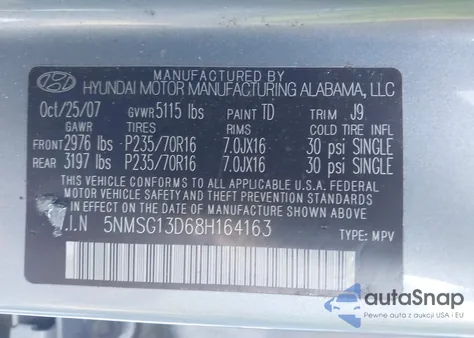 MANUFACTURED BY
HYUNDAI MOTOR MANUFACTURING ALABAMA, LLC
Oct/25/07 GVWR 5115 lbs PAINT TD TRIM J9
GAWR TIRES RIMS COLD TIRE INFL.
FRONT 2976 lbs P235/70R16 7.0JX16 30 psi SINGLE
REAR 3197 lbs P235/70R16 7.0JX16 30 psi SINGLE
THIS VEHICLE CONFORMS TO ALL APPLICABLE U.S.A. FEDERAL
MOTOR VEHICLE SAFETY AND THEFT PREVENTION STANDARDS
IN EFFECT ON THE DATE OF MANUFACTURE SHOWN ABOVE.
.I.N 5NMSG13D68H164163
TYPE: MPV
autoSnap
Pewne auta z aukcji USA i EU